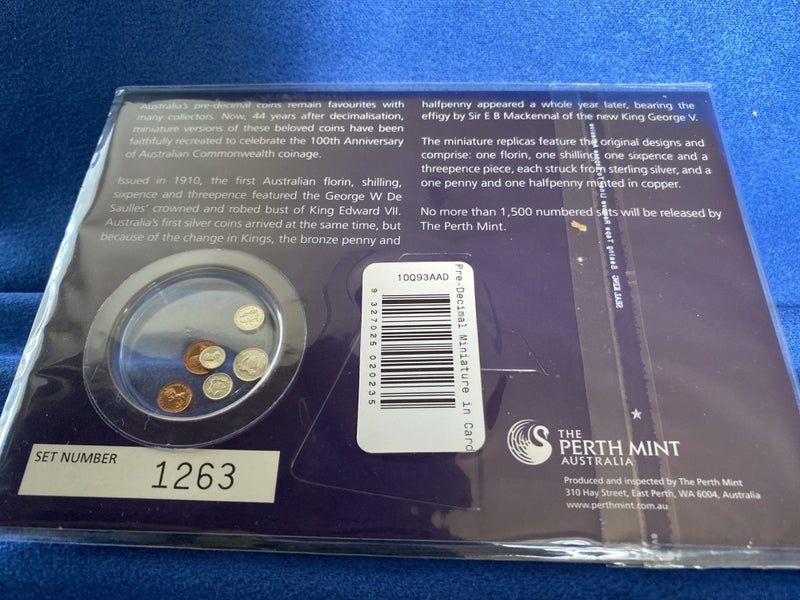 Australia's pre-decimal coins remain favourites with
many collectors. Now, 44 years after decimalisation,
miniature versions of these beloved coins have been
faithfully recreated to celebrate the 100th Anniversary
of Australian Commonwealth coinage.
Issued in 1910, the first Australian florin, shilling,
sixpence and threepence featured the George W De
Saulles' crowned and robed bust of King Edward VII.
Australia's first silver coins arrived at the same time, but
because of the change in Kings, the bronze penny and
halfpenny appeared a whole year later, bearing the
effigy by Sir E B Mackennal of the new King George V.
The miniature replicas feature the original designs and
comprise: one florin, one shilling, one sixpence and a
threepence piece, each struck from sterling silver, and a
one penny and one halfpenny minted in copper.
No more than 1,500 numbered sets will be released by
The Perth Mint.
10Q93AAD
9 327025 020235
Pre-Decimal Miniature in Card
SET NUMBER
1263
THE
PERTH MINT
AUSTRALIA
Produced and inspected by The Perth Mint
310 Hay Street, East Perth, WA 6004, Australia
www.perthmint.com.au
Sealing Tape